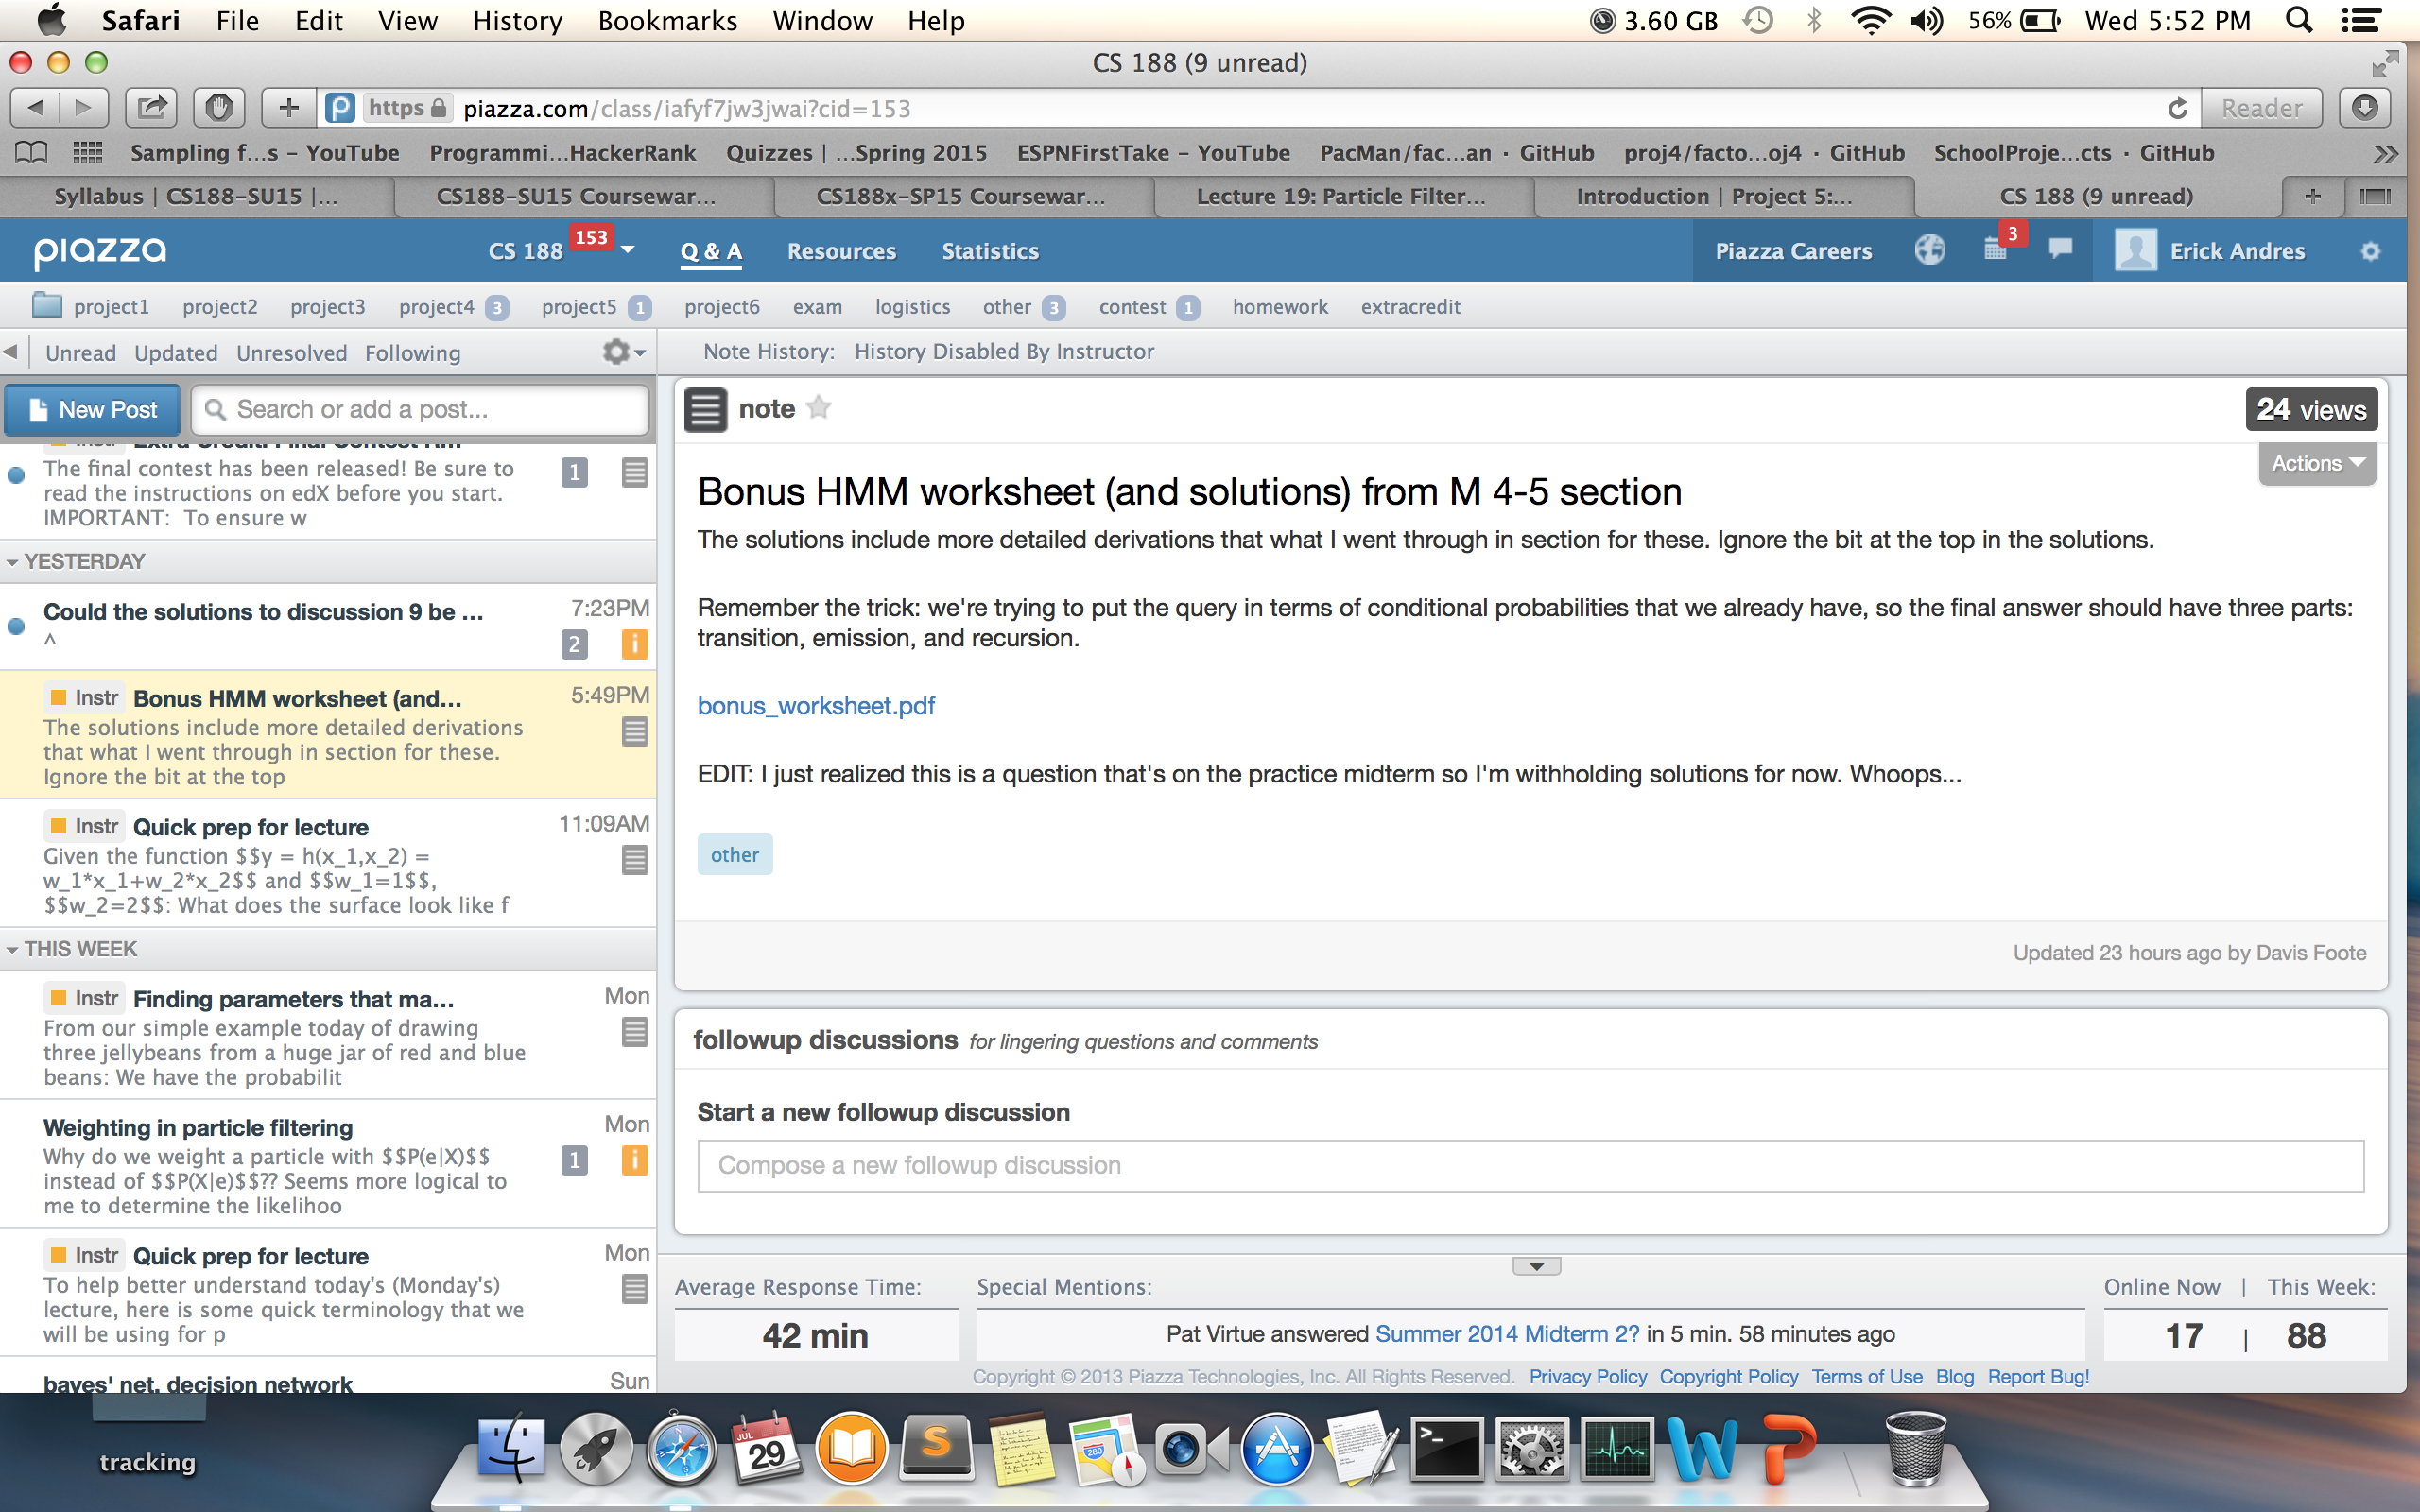 Safari File Edit View History Bookmarks Window Help 3.60 GB 56% Wed 5:52 PM
CS 188 (9 unread)
https piazza.com/class/iafyf7jw3jwai?cid=153 Reader
Sampling f...s – YouTube Programmi...HackerRank Quizzes | ...Spring 2015 ESPNFirstTake – YouTube PacMan/fac...an · GitHub proj4/facto...oj4 · GitHub SchoolProje...cts · GitHub
Syllabus | CS188-SU15 |... CS188-SU15 Coursewar... CS188x-SP15 Coursewar... Lecture 19: Particle Filter... Introduction | Project 5:... CS 188 (9 unread)
piazza CS 188 153 Q & A Resources Statistics Piazza Careers 3 Erick Andres
project1 project2 project3 project4 3 project5 1 project6 exam logistics other 3 contest 1 homework extracredit
Unread Updated Unresolved Following
Note History: History Disabled By Instructor
New Post Search or add a post...
The final contest has been released! Be sure to 1
read the instructions on edX before you start.
IMPORTANT: To ensure w
YESTERDAY
Could the solutions to discussion 9 be ... 7:23PM
^ 2 i
Instr Bonus HMM worksheet (and... 5:49PM
The solutions include more detailed derivations
that what I went through in section for these.
Ignore the bit at the top
Instr Quick prep for lecture 11:09AM
Given the function $$y = h(x_1,x_2) =
w_1*x_1+w_2*x_2$$ and $$w_1=1$$,
$$w_2=2$$: What does the surface look like f
THIS WEEK
Instr Finding parameters that ma... Mon
From our simple example today of drawing
three jellybeans from a huge jar of red and blue
beans: We have the probabilit
Weighting in particle filtering Mon
Why do we weight a particle with $$P(e|X)$$ 1 i
instead of $$P(X|e)$$?? Seems more logical to
me to determine the likelihoo
Instr Quick prep for lecture Mon
To help better understand today's (Monday's)
lecture, here is some quick terminology that we
will be using for p
bayes' net, decision network Sun
note 24 views
Actions
Bonus HMM worksheet (and solutions) from M 4-5 section
The solutions include more detailed derivations that what I went through in section for these. Ignore the bit at the top in the solutions.
Remember the trick: we're trying to put the query in terms of conditional probabilities that we already have, so the final answer should have three parts:
transition, emission, and recursion.
bonus_worksheet.pdf
EDIT: I just realized this is a question that's on the practice midterm so I'm withholding solutions for now. Whoops...
other
Updated 23 hours ago by Davis Foote
followup discussions for lingering questions and comments
Start a new followup discussion
Compose a new followup discussion
Average Response Time: Special Mentions: Online Now | This Week:
42 min Pat Virtue answered Summer 2014 Midterm 2? in 5 min. 58 minutes ago 17 | 88
Copyright © 2013 Piazza Technologies, Inc. All Rights Reserved. Privacy Policy Copyright Policy Terms of Use Blog Report Bug!
tracking
JUL
29
280